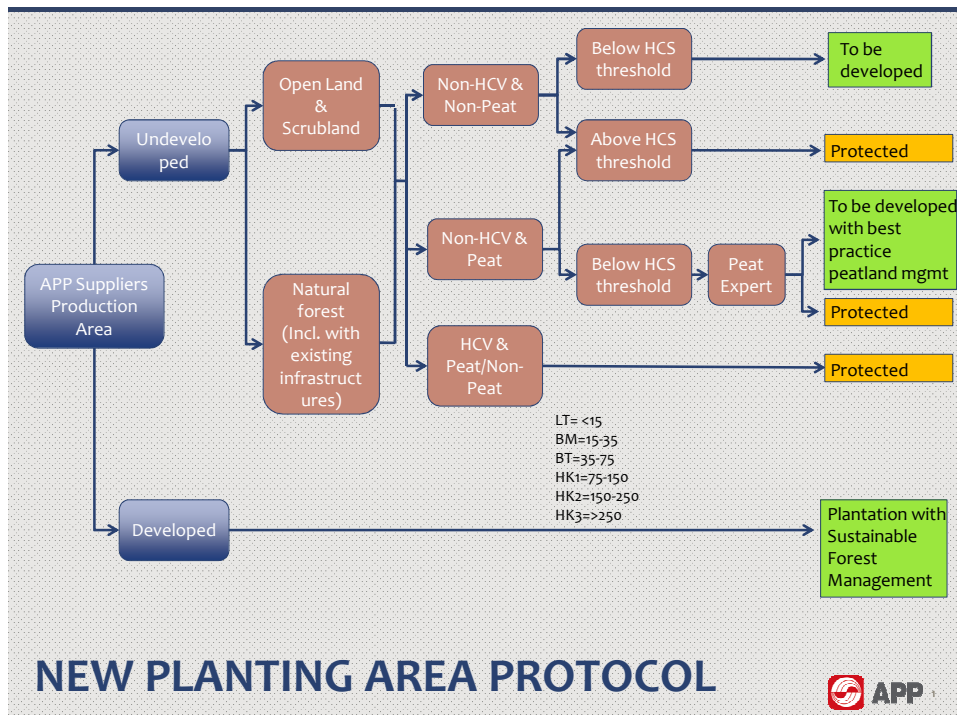 Below HCS
threshold
To be
developed
Open Land
&
Scrubland
Non-HCV &
Non-Peat
Undevelo
ped
Above HCS
threshold
Protected
To be developed
with best
practice
peatland mgmt
Non-HCV &
Peat
Below HCS
threshold
Peat
Expert
APP Suppliers
Production
Area
Natural
forest
(Incl. with
existing
infrastruct
ures)
Protected
HCV &
Peat/Non-
Peat
Protected
LT= <15
BM=15-35
BT=35-75
HK1=75-150
HK2=150-250
HK3=>250
Developed
Plantation with
Sustainable
Forest
Management
NEW PLANTING AREA PROTOCOL
APP
1